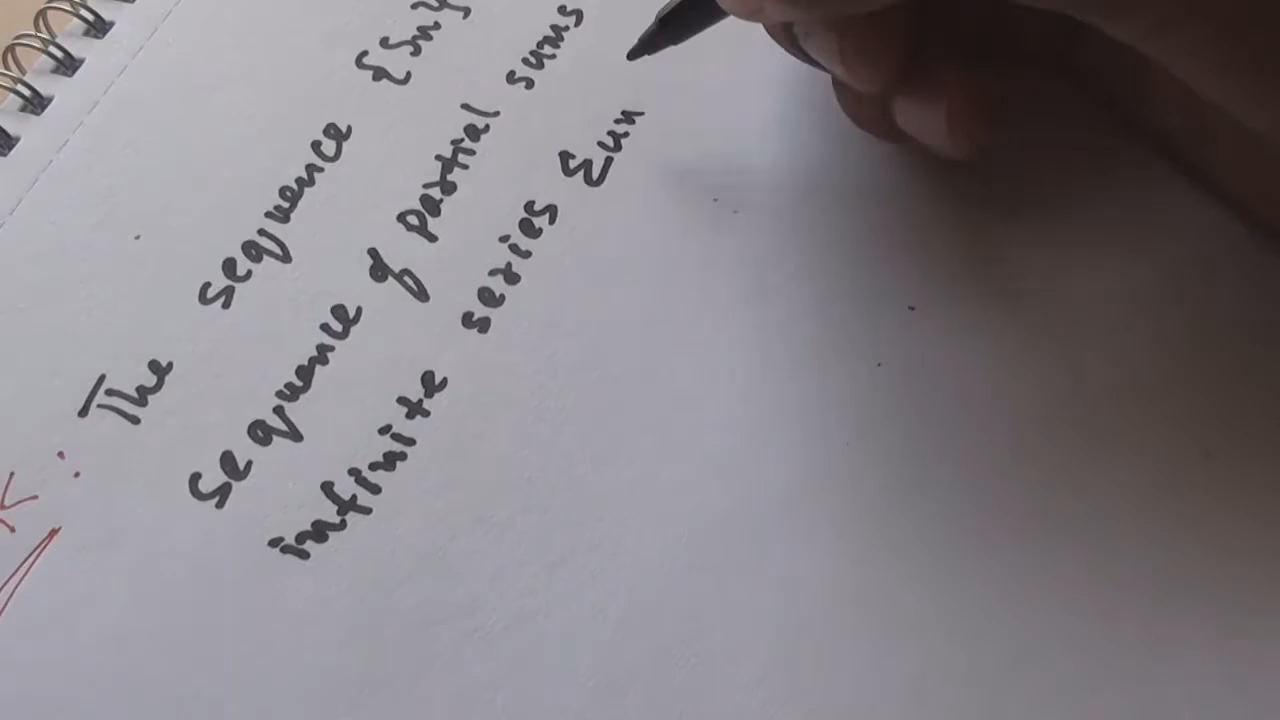 K: The sequence {Sn}
sequence of partial sums
infinite series Σun